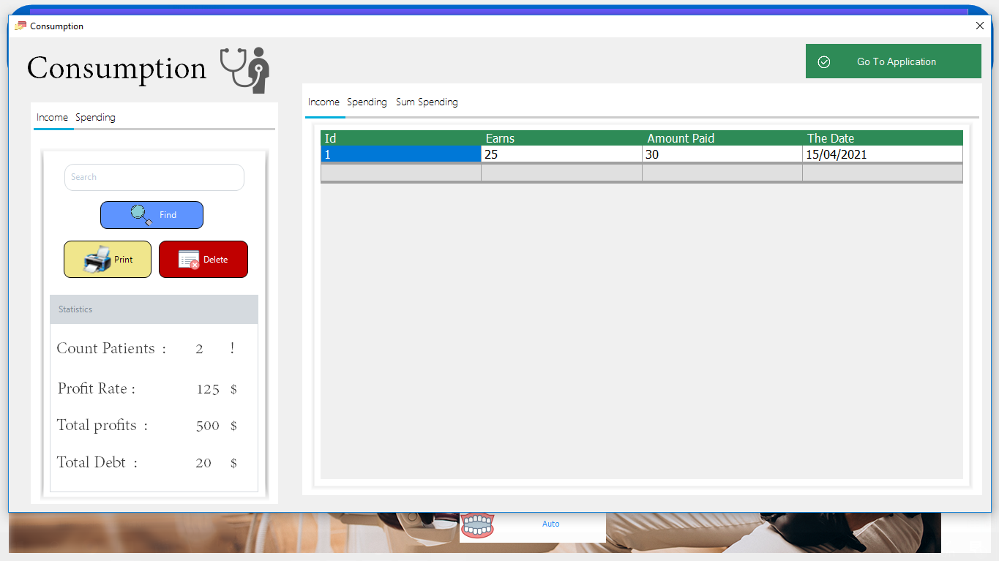 Consumption
Consumption
Go To Application
Income Spending
Search
Find
Print Delete
Statistics
Count Patients : 2 !
Profit Rate : 125 $
Total profits : 500 $
Total Debt : 20 $
Income Spending Sum Spending
Id Earns Amount Paid The Date
1 25 30 15/04/2021
Auto